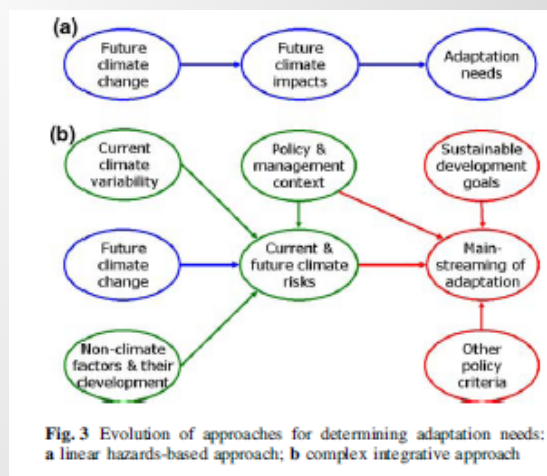 (a)
Future
climate
change
Future
climate
impacts
Adaptation
needs
(b)
Current
climate
variability
Policy &
management
context
Sustainable
development
goals
Future
climate
change
Current &
future climate
risks
Main-
streaming of
adaptation
Non-climate
factors & their
development
Other
policy
criteria
Fig. 3 Evolution of approaches for determining adaptation needs:
a linear hazards-based approach; b complex integrative approach